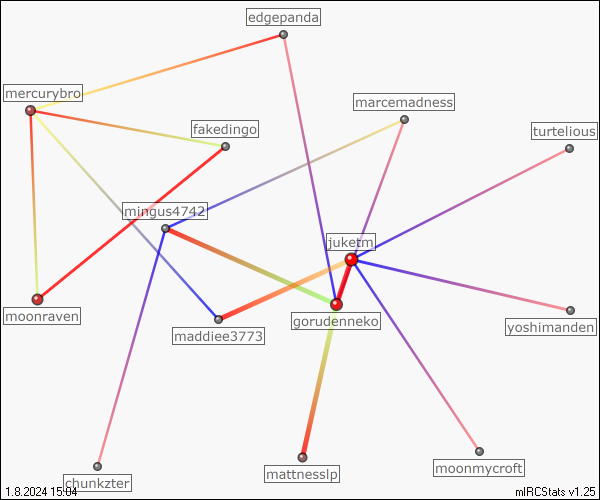 edgepanda
mercurybro
marcemadness
fakedingo
turtelious
mingus4742
juketm
moonraven
gorudenneko
yoshimanden
maddiee3773
mattnesslp
moonmycroft
chunkzter
1.8.2024 15:04
mIRCStats v1.25